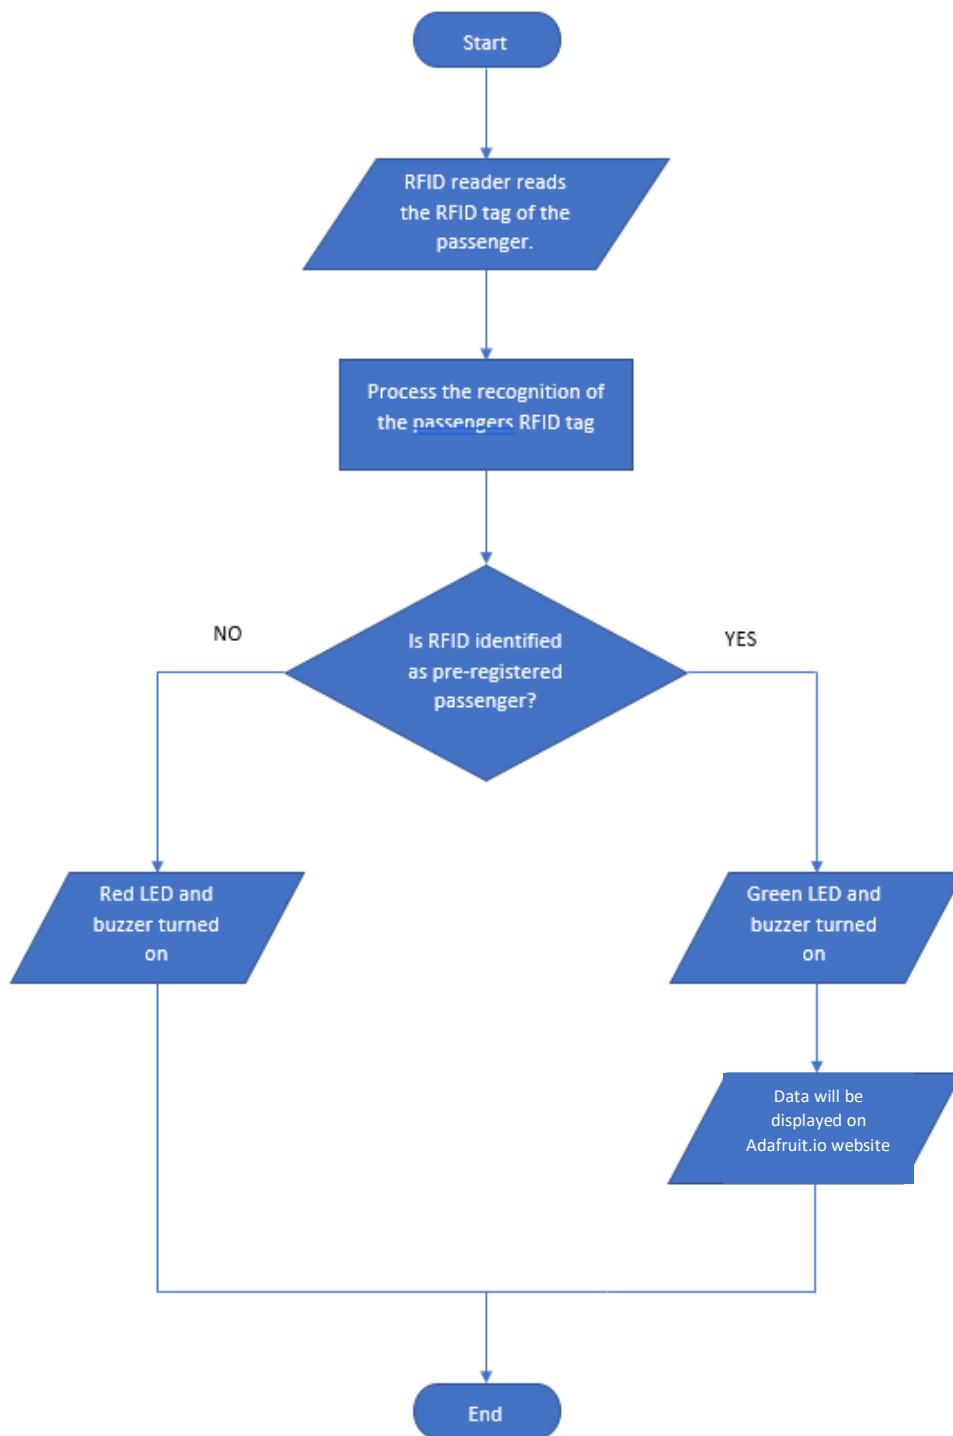 Start
RFID reader reads
the RFID tag of the
passenger.
Process the recognition of
the passengers RFID tag
Is RFID identified
as pre-registered
passenger?
NO
YES
Red LED and
buzzer turned
on
Green LED and
buzzer turned
on
Data will be
displayed on
Adafruit.io website
End